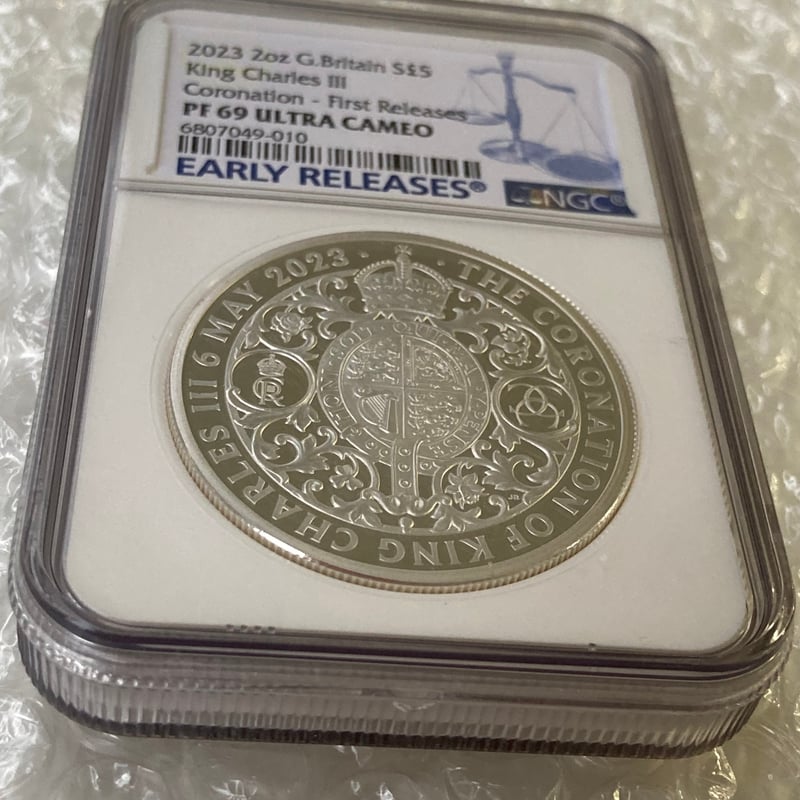 2023 2oz G.Britain S£5
King Charles III
Coronation - First Releases
PF 69 ULTRA CAMEO
6807049-010
EARLY RELEASES®
NGC®
THE CORONATION OF KING CHARLES III 6 MAY 2023
JB